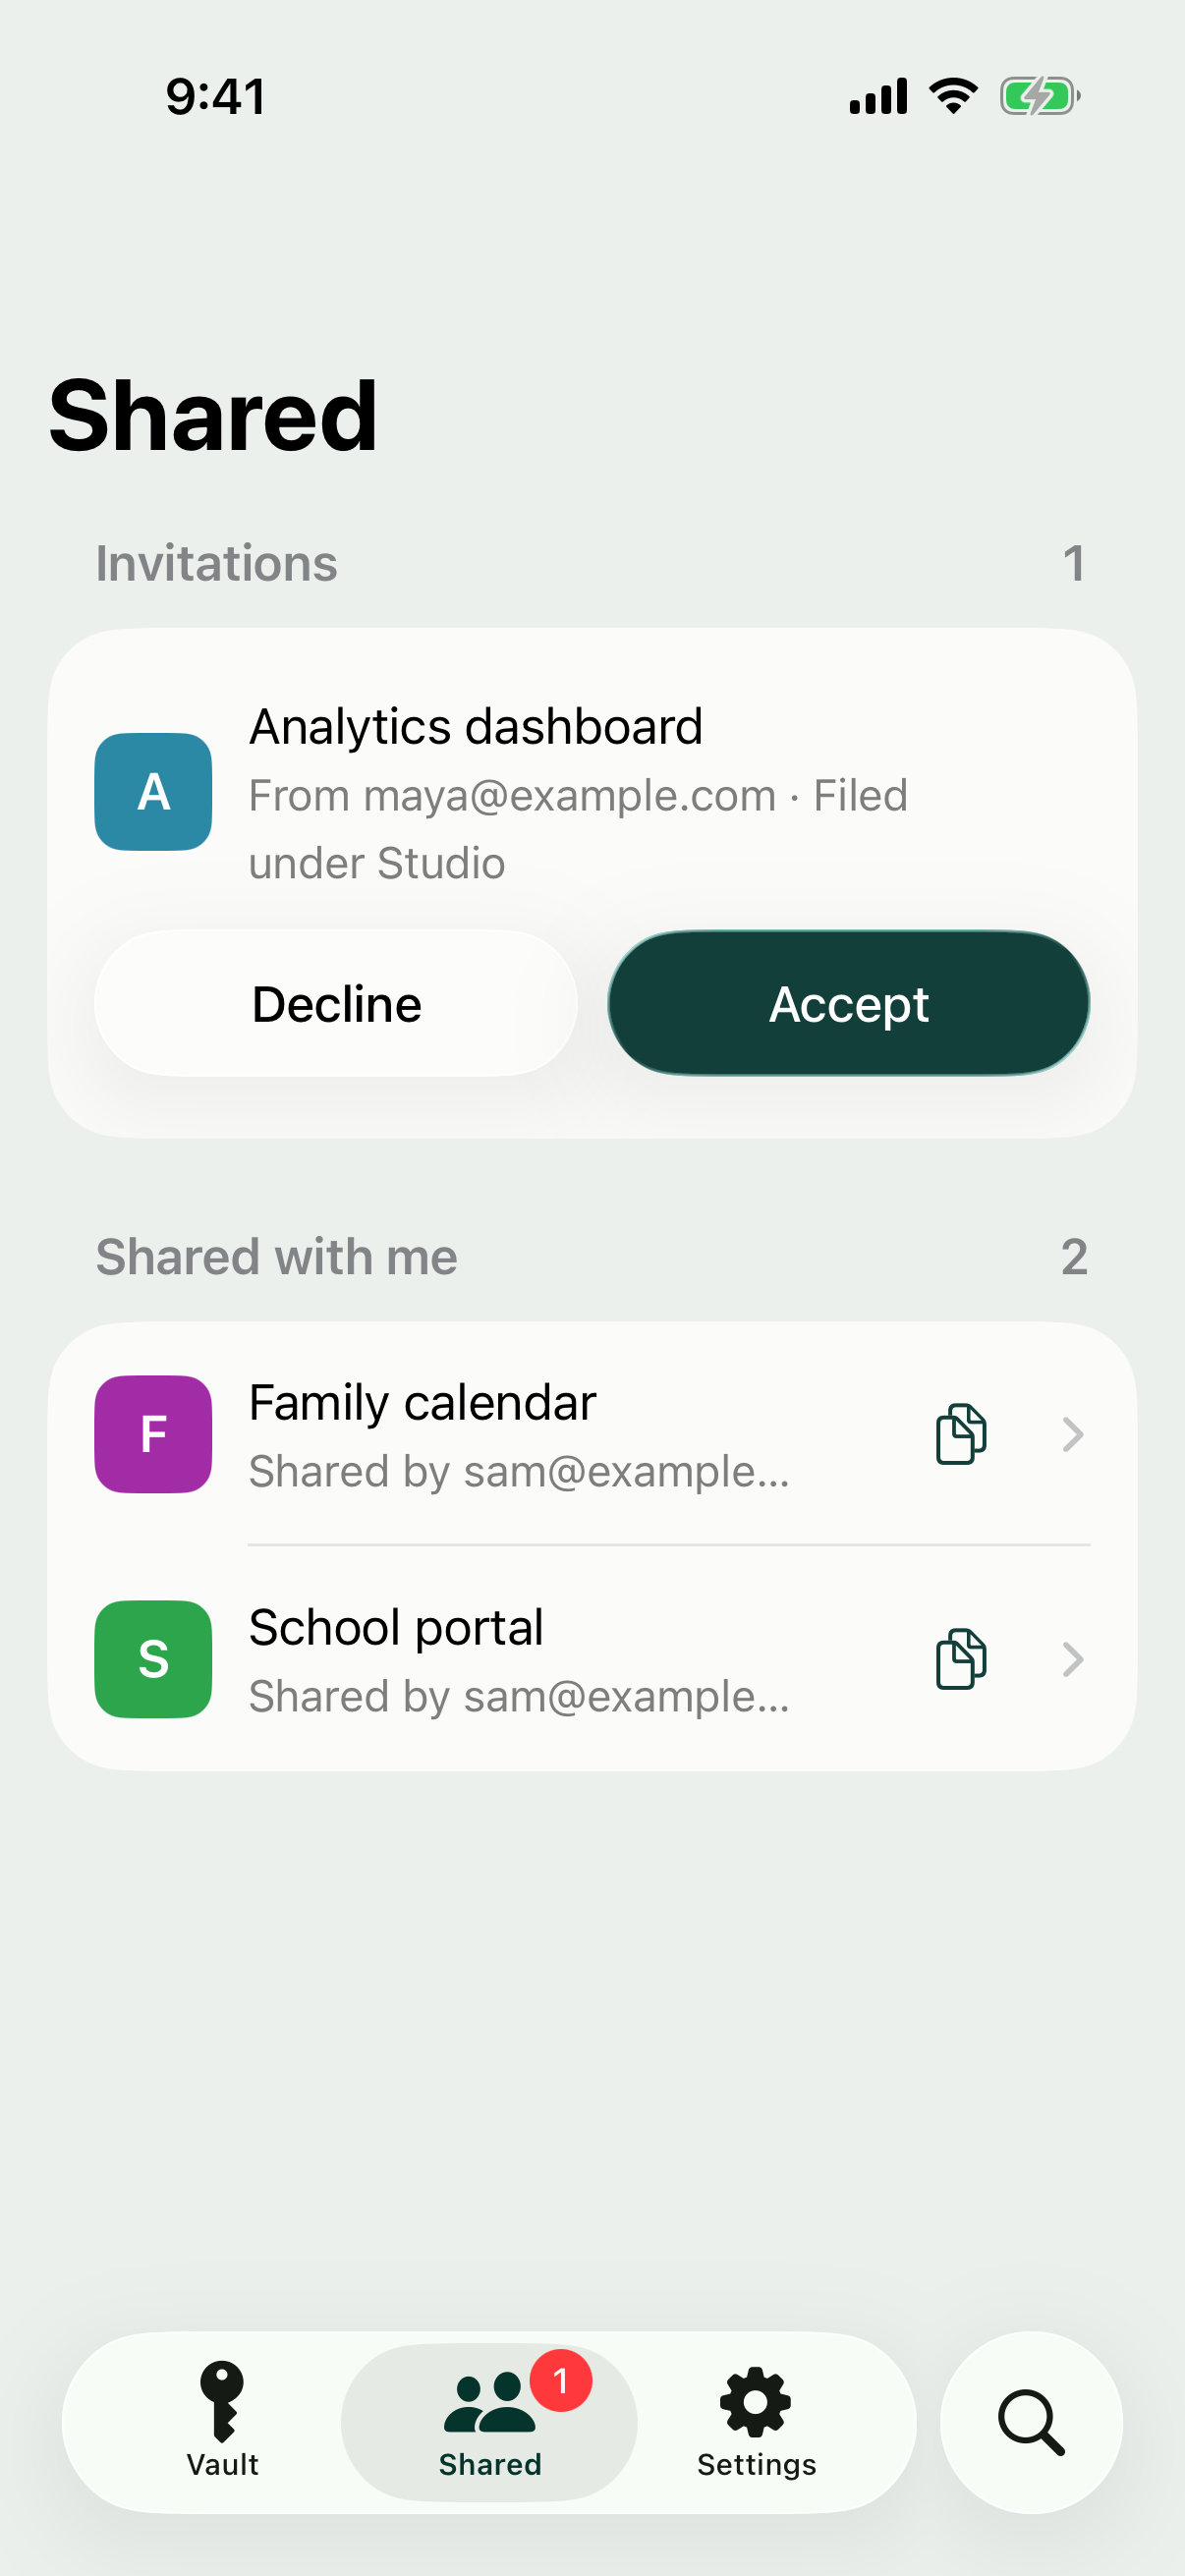 9:41
Shared
Invitations 1
A
Analytics dashboard
From maya@example.com · Filed
under Studio
Decline Accept
Shared with me 2
F
Family calendar
Shared by sam@example...
S
School portal
Shared by sam@example...
1
Vault Shared Settings